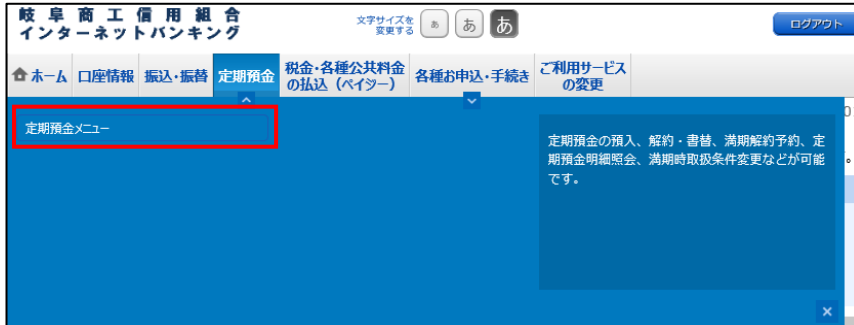 岐阜商工信用組合
インターネットバンキング
文字サイズを
変更する
あ
あ
あ
ログアウト
ホーム
口座情報
振込・振替
定期預金
税金・各種公共料金
の払込（ペイジー）
各種お申込・手続き
ご利用サービス
の変更
定期預金メニュー
定期預金の預入、解約・書替、満期解約予約、定
期預金明細照会、満期時取扱条件変更などが可能
です。